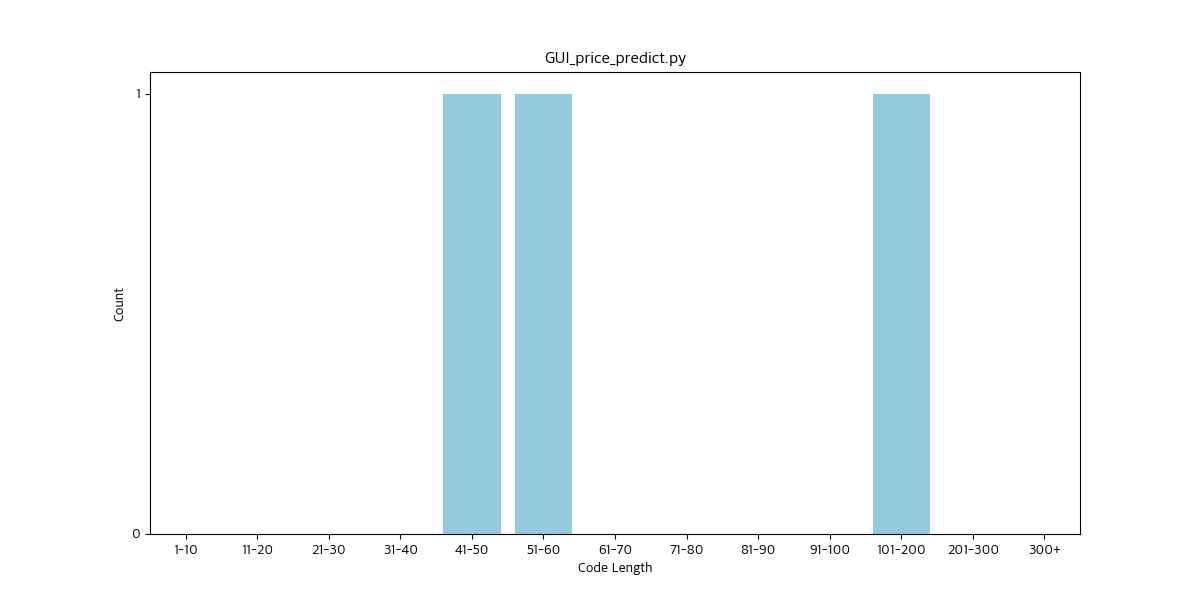 GUI_price_predict.py
1
Count
0
1-10 11-20 21-30 31-40 41-50 51-60 61-70 71-80 81-90 91-100 101-200 201-300 300+
Code Length